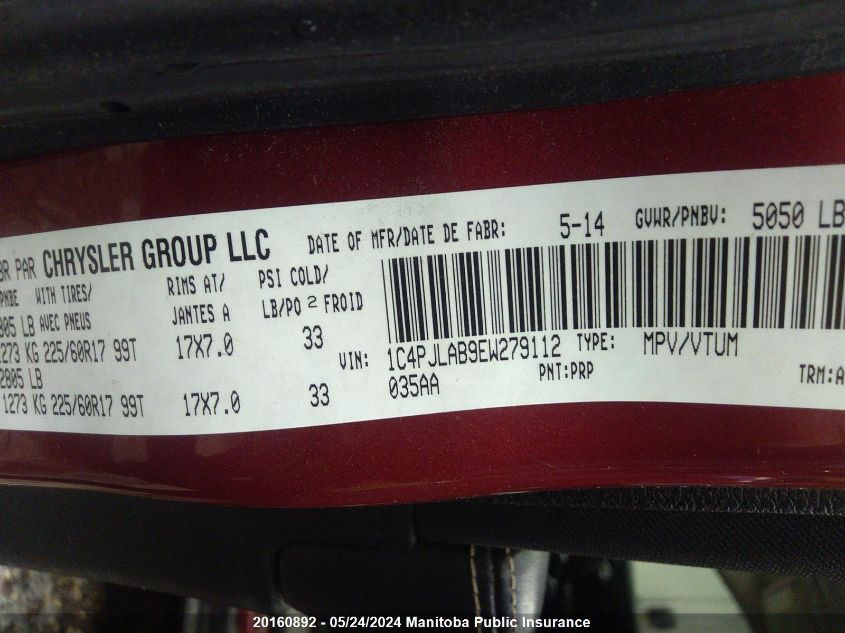 BR PAR CHRYSLER GROUP LLC DATE OF MFR/DATE DE FABR: 5-14 GVWR/PNBV: 5050 LB
PNBE WITH TIRES/ RIMS AT/ PSI COLD/
805 LB AVEC PNEUS JANTES A LB/PO 2 FROID
1273 KG 225/60R17 99T 17X7.0 33 VIN: 1C4PJLAB9EW279112 TYPE: MPV/VTUM
2805 LB 035AA PNT:PRP TRM:A
1273 KG 225/60R17 99T 17X7.0 33
20160892 - 05/24/2024 Manitoba Public Insurance